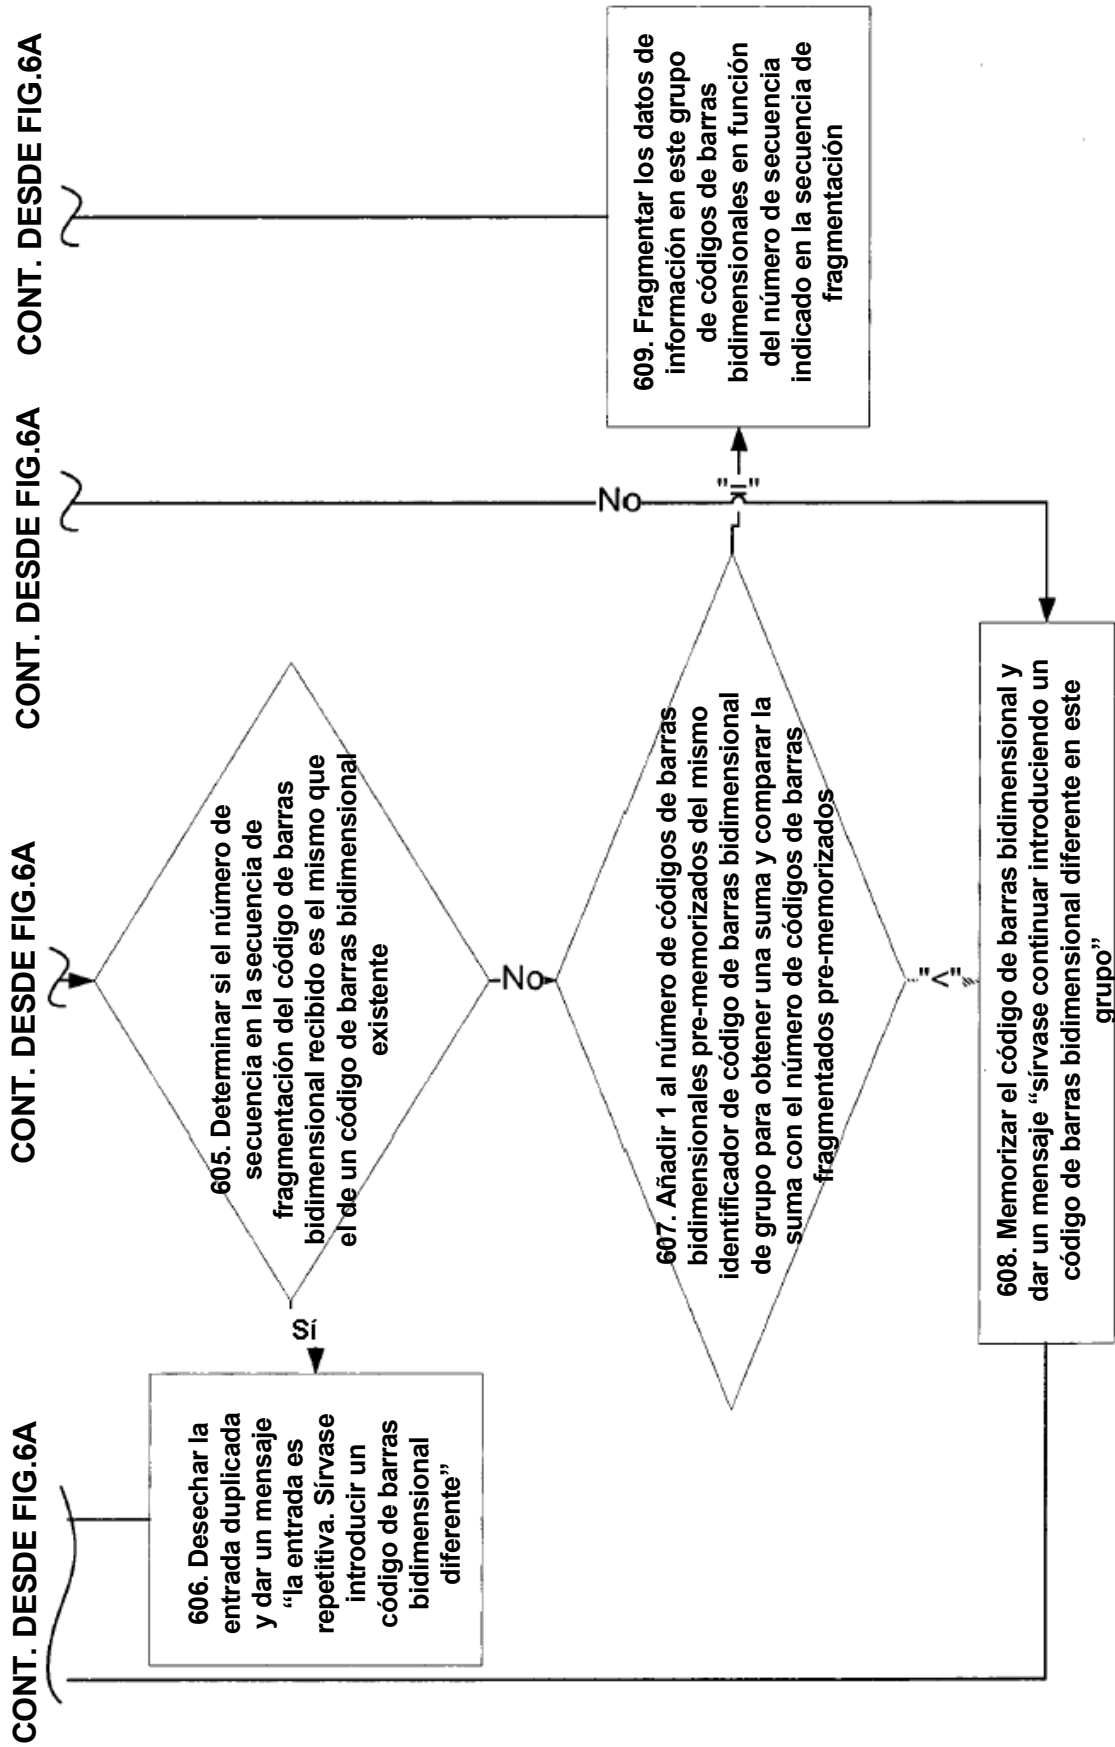 CONT. DESDE FIG.6A
CONT. DESDE FIG.6A
CONT. DESDE FIG.6A
CONT. DESDE FIG.6A
605. Determinar si el número de
secuencia en la secuencia de
fragmentación del código de barras
bidimensional recibido es el mismo que
el de un código de barras bidimensional
existente
Sí
No
606. Desechar la
entrada duplicada
y dar un mensaje
“la entrada es
repetitiva. Sírvase
introducir un
código de barras
bidimensional
diferente”
607. Añadir 1 al número de códigos de barras
bidimensionales pre-memorizados del mismo
identificador de código de barras bidimensional
de grupo para obtener una suma y comparar la
suma con el número de códigos de barras
fragmentados pre-memorizados
"="
"<"
No
609. Fragmentar los datos de
información en este grupo
de códigos de barras
bidimensionales en función
del número de secuencia
indicado en la secuencia de
fragmentación
608. Memorizar el código de barras bidimensional y
dar un mensaje “sírvase continuar introduciendo un
código de barras bidimensional diferente en este
grupo”